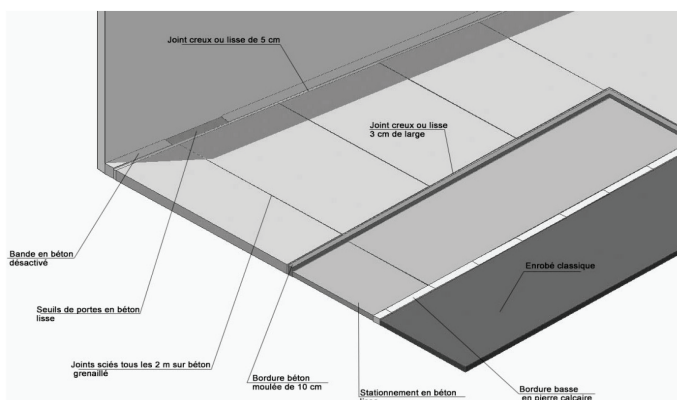 Joint creux ou lisse de 5 cm
Joint creux ou lisse
3 cm de large
Bande en béton
désactivé
Enrobé classique
Seuils de portes en béton
lisse
Joints sciés tous les 2 m sur béton
grenaillé
Bordure béton
moulée de 10 cm
Stationnement en béton
Bordure basse
en pierre calcaire